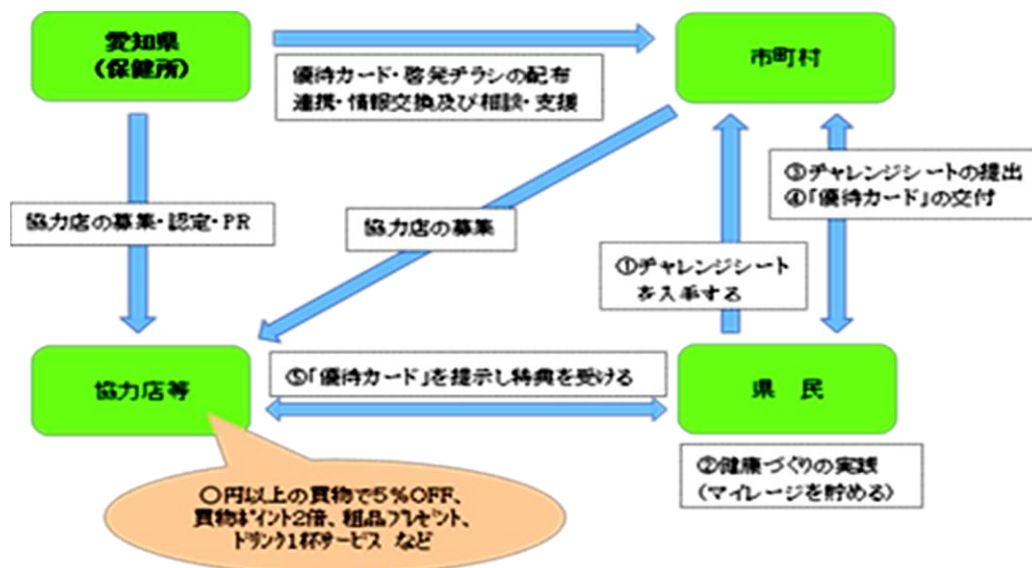 愛知県
(保健所)
市町村
優待カード・啓発チラシの配布
連携・情報交換及び相談・支援
③チャレンジシートの提出
④「優待カード」の交付
協力店の募集・認定・PR
協力店の募集
①チャレンジシート
を入手する
協力店等
⑤「優待カード」を提示し特典を受ける
県 民
②健康づくりの実践
(マイレージを貯める)
○円以上の買物で5%OFF、
買物ポイント2倍、粗品プレゼント、
ドリンク1杯サービス など